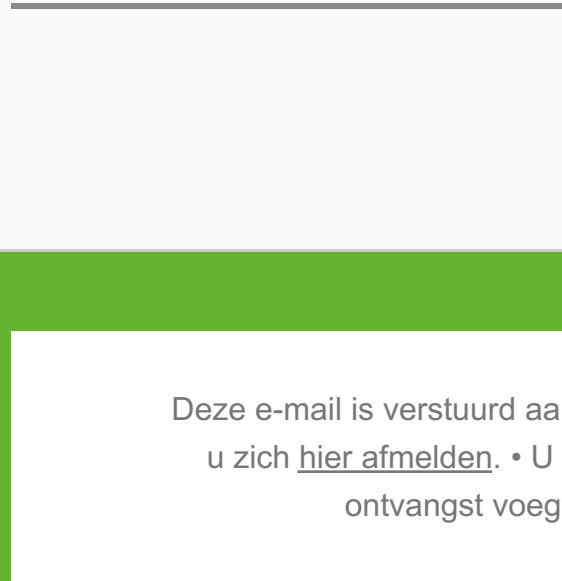 Deze e-mail is verstuurd aa
u zich hier afmelden. • U
ontvangst voeg